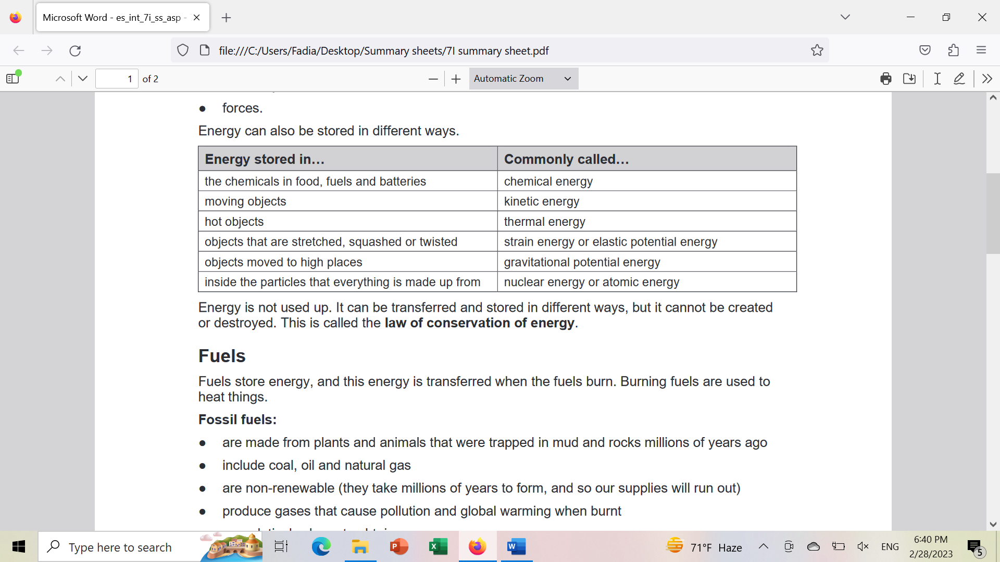 Microsoft Word - es_int_7i_ss_asp -
file:///C:/Users/Fadia/Desktop/Summary sheets/7I summary sheet.pdf
1 of 2
Automatic Zoom
● forces.
Energy can also be stored in different ways.
Energy stored in… Commonly called…
the chemicals in food, fuels and batteries chemical energy
moving objects kinetic energy
hot objects thermal energy
objects that are stretched, squashed or twisted strain energy or elastic potential energy
objects moved to high places gravitational potential energy
inside the particles that everything is made up from nuclear energy or atomic energy
Energy is not used up. It can be transferred and stored in different ways, but it cannot be created
or destroyed. This is called the law of conservation of energy.
Fuels
Fuels store energy, and this energy is transferred when the fuels burn. Burning fuels are used to
heat things.
Fossil fuels:
● are made from plants and animals that were trapped in mud and rocks millions of years ago
● include coal, oil and natural gas
● are non-renewable (they take millions of years to form, and so our supplies will run out)
● produce gases that cause pollution and global warming when burnt
Type here to search
P
X
W
71°F Haze
ENG
6:40 PM
2/28/2023
5